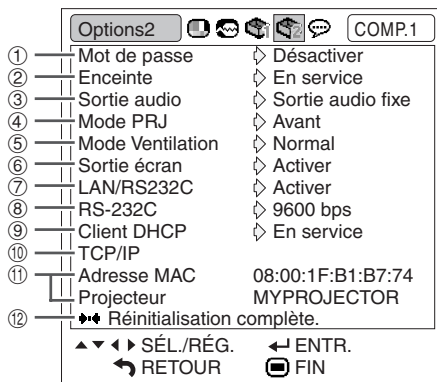 Options2 COMP.1
① Mot de passe Désactiver
② Enceinte En service
③ Sortie audio Sortie audio fixe
④ Mode PRJ Avant
⑤ Mode Ventilation Normal
⑥ Sortie écran Activer
⑦ LAN/RS232C Activer
⑧ RS-232C 9600 bps
⑨ Client DHCP En service
⑩ TCP/IP
⑪ Adresse MAC 08:00:1F:B1:B7:74
Projecteur MYPROJECTOR
⑫ Réinitialisation complète.
SÉL./RÉG. ENTR.
RETOUR FIN